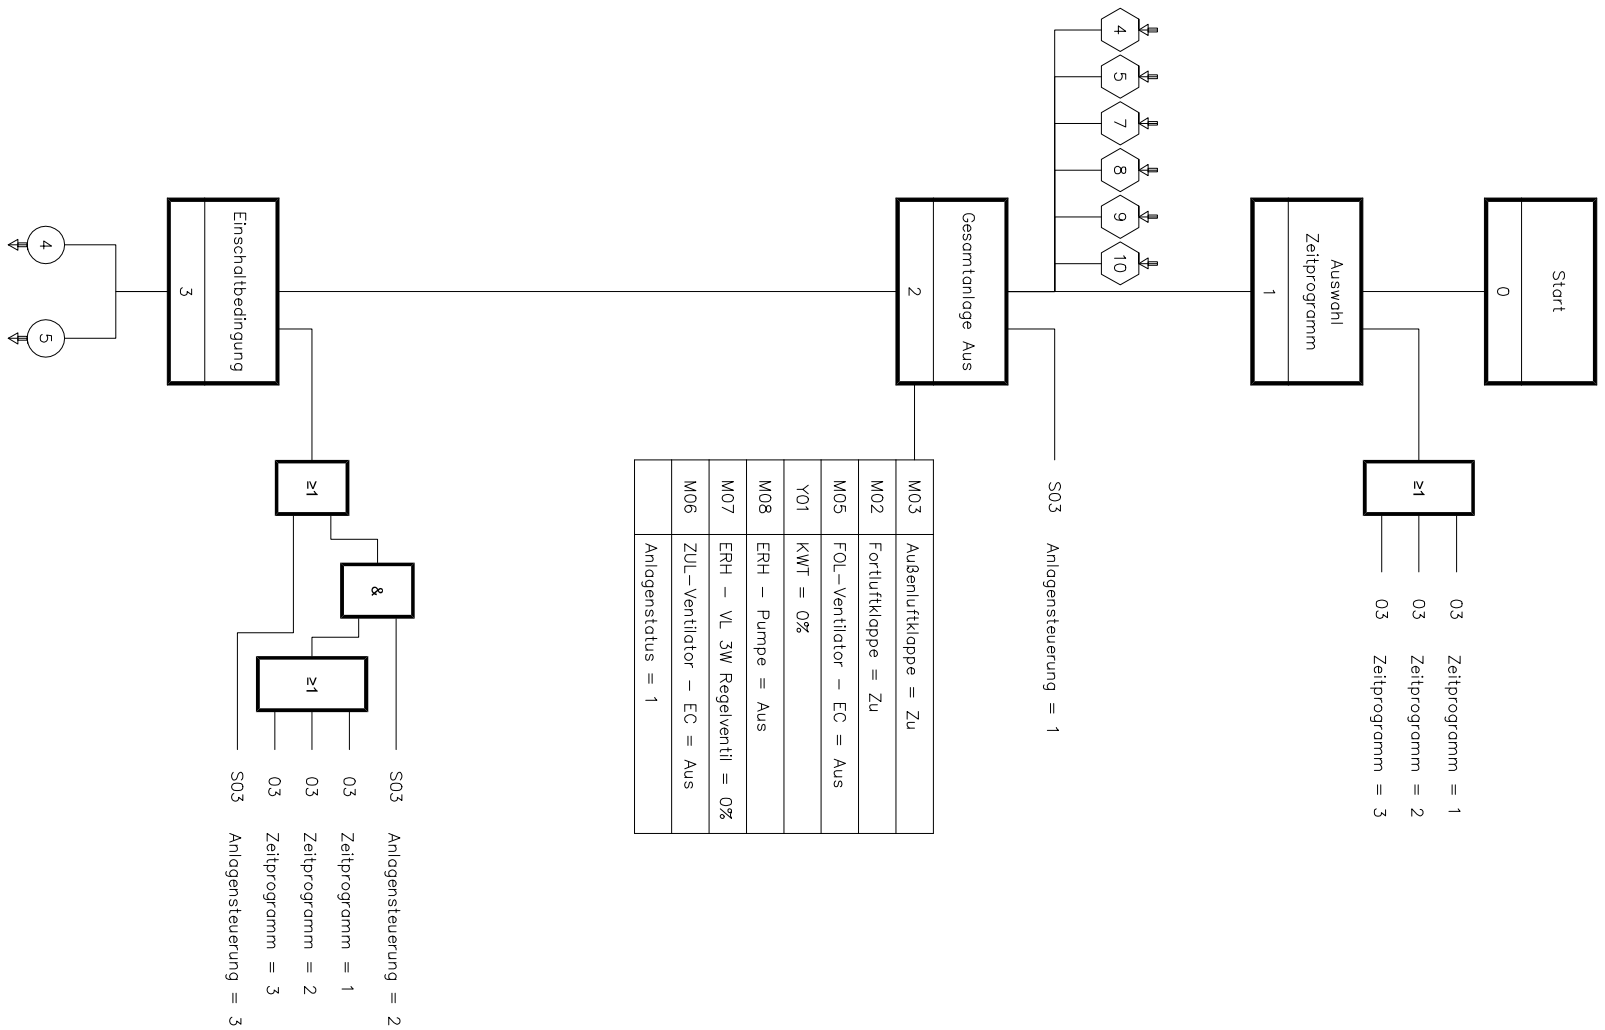 Start
0
03 Zeitprogramm = 1
03 Zeitprogramm = 2
03 Zeitprogramm = 3
≥1
Auswahl
Zeitprogramm
1
4
5
7
8
9
10
S03 Anlagensteuerung = 1
Gesamtanlage Aus
2
M03 Außenluftklappe = Zu
M02 Fortluftklappe = Zu
M05 FOL-Ventilator - EC = Aus
Y01 KWT = 0%
M08 ERH - Pumpe = Aus
M07 ERH - VL 3W Regelventil = 0%
M06 ZUL-Ventilator - EC = Aus
Anlagenstatus = 1
S03 Anlagensteuerung = 2
03 Zeitprogramm = 1
03 Zeitprogramm = 2
03 Zeitprogramm = 3
S03 Anlagensteuerung = 3
&
≥1
≥1
Einschaltbedingung
3
4
5